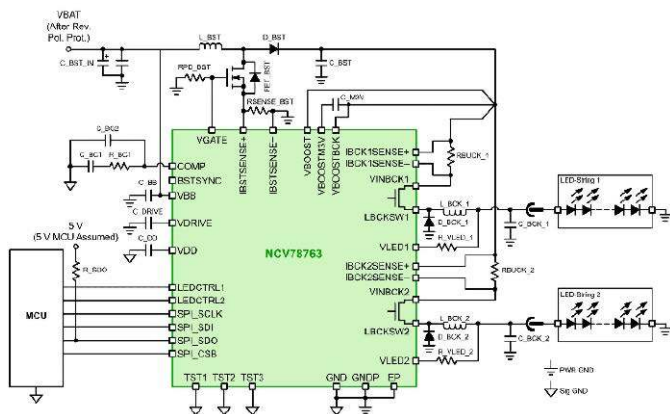 VBAT
(After Rev.
Pol. Prot.)
L_BST
D_BST
C_BST_IN
C_BST
RPD_BST
FET_BST
RSENSE_BST
C_M3V
VGATE
IBSTSENSE+
IBSTSENSE-
VBOOST
VBOOSTM3V
VBOOSTBCK
C_BC2
C_BC1
R_BC1
COMP
BSTSYNC
C_BB
VBB
C_DRIVE
VDRIVE
C_DD
VDD
5 V
(5 V MCU Assumed)
R_SDO
MCU
LEDCTRL1
LEDCTRL2
SPI_SCLK
SPI_SDI
SPI_SDO
SPI_CSB
NCV78763
TST1
TST2
TST3
GND
GNDP
EP
IBCK1SENSE+
IBCK1SENSE-
RBUCK_1
VINBCK1
LBCKSW1
L_BCK_1
D_BCK_1
C_BCK_1
VLED1
R_VLED_1
LED-String 1
IBCK2SENSE+
IBCK2SENSE-
RBUCK_2
VINBCK2
LBCKSW2
L_BCK_2
D_BCK_2
C_BCK_2
VLED2
R_VLED_2
LED-String 2
PWR GND
Sig GND